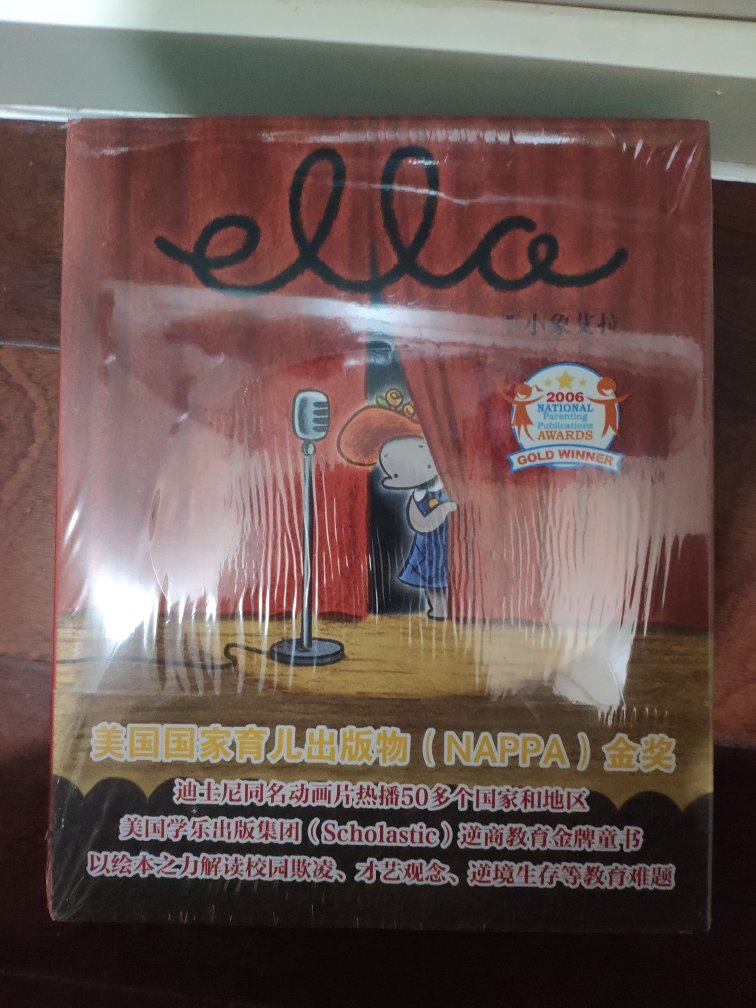 ella
小象艾拉
2006
NATIONAL
Parenting
Publications
AWARDS
GOLD WINNER
美国国家育儿出版物（NAPPA）金奖
迪士尼同名动画片热播50多个国家和地区
美国学乐出版集团（Scholastic）逆商教育金牌童书
以绘本之力解读校园欺凌、才艺观念、逆境生存等教育难题